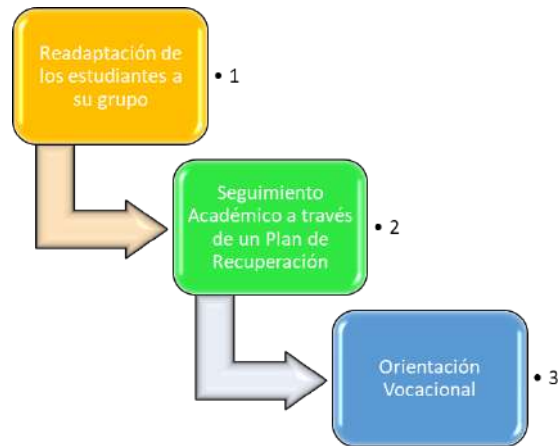 Readaptación de
los estudiantes a
su grupo
• 1
Seguimiento
Académico a través
de un Plan de
Recuperación
• 2
Orientación
Vocacional
• 3